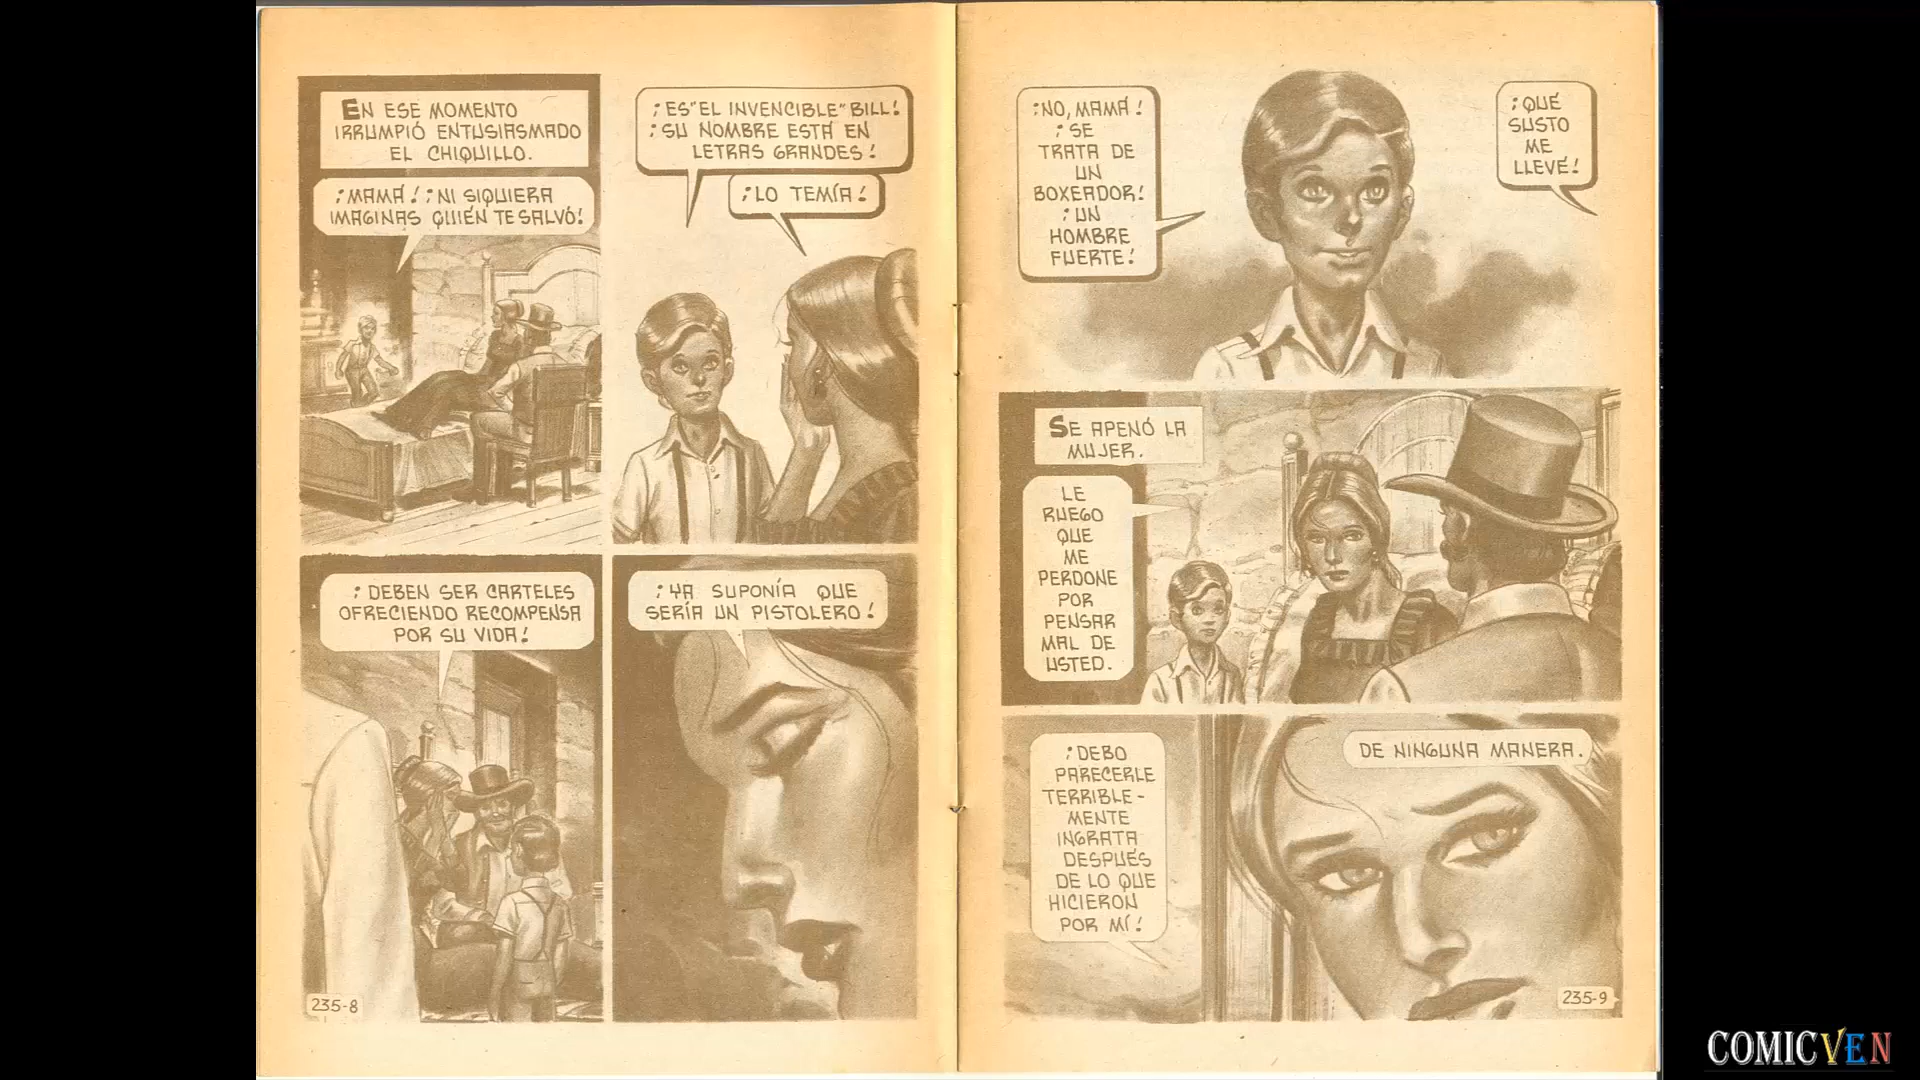 EN ESE MOMENTO
IRRUMPIÓ ENTUSIASMADO
EL CHIQUILLO.
¡MAMÁ! ¡NI SIQUIERA
IMAGINAS QUIÉN TE SALVÓ!
¡ES "EL INVENCIBLE" BILL!
¡SU NOMBRE ESTÁ EN
LETRAS GRANDES!
¡LO TEMÍA!
¡DEBEN SER CARTELES
OFRECIENDO RECOMPENSA
POR SU VIDA!
¡YA SUPONÍA QUE
SERÍA UN PISTOLERO!
235-8
¡NO, MAMÁ!
¡SE
TRATA DE
UN
BOXEADOR!
¡UN
HOMBRE
FUERTE!
¡QUÉ
SUSTO
ME
LLEVÉ!
SE APENÓ LA
MUJER.
LE
RUEGO
QUE
ME
PERDONE
POR
PENSAR
MAL DE
USTED.
¡DEBO
PARECERLE
TERRIBLE-
MENTE
INGRATA
DESPUÉS
DE LO QUE
HICIERON
POR MÍ!
DE NINGUNA MANERA.
235-9
COMICVEN